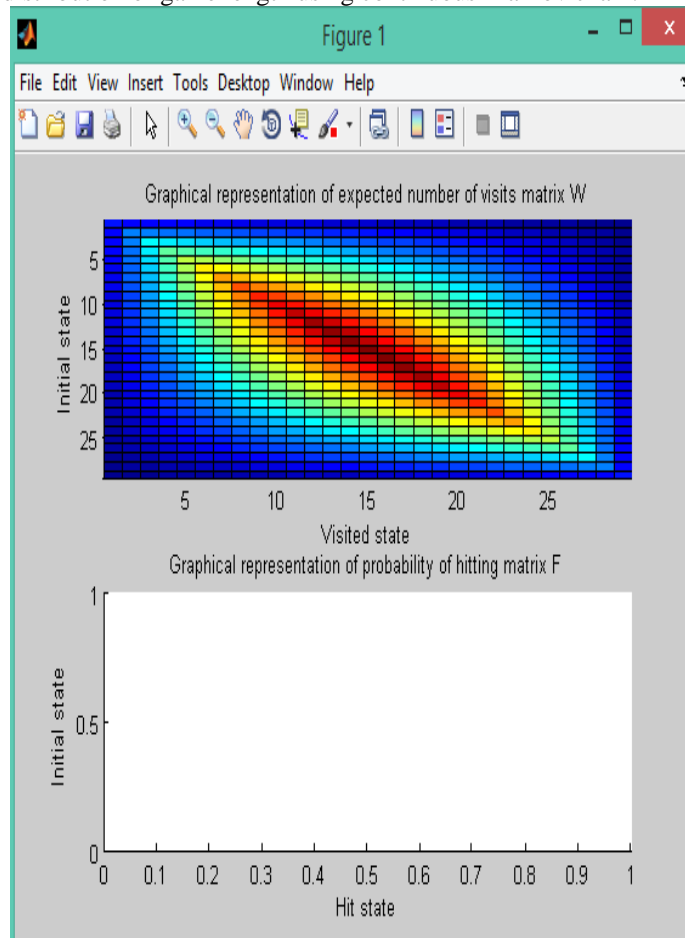 Figure 1
File Edit View Insert Tools Desktop Window Help
Graphical representation of expected number of visits matrix W
Initial state
5
10
15
20
25
5 10 15 20 25
Visited state
Graphical representation of probability of hitting matrix F
Initial state
1
0.5
0
0 0.1 0.2 0.3 0.4 0.5 0.6 0.7 0.8 0.9 1
Hit state